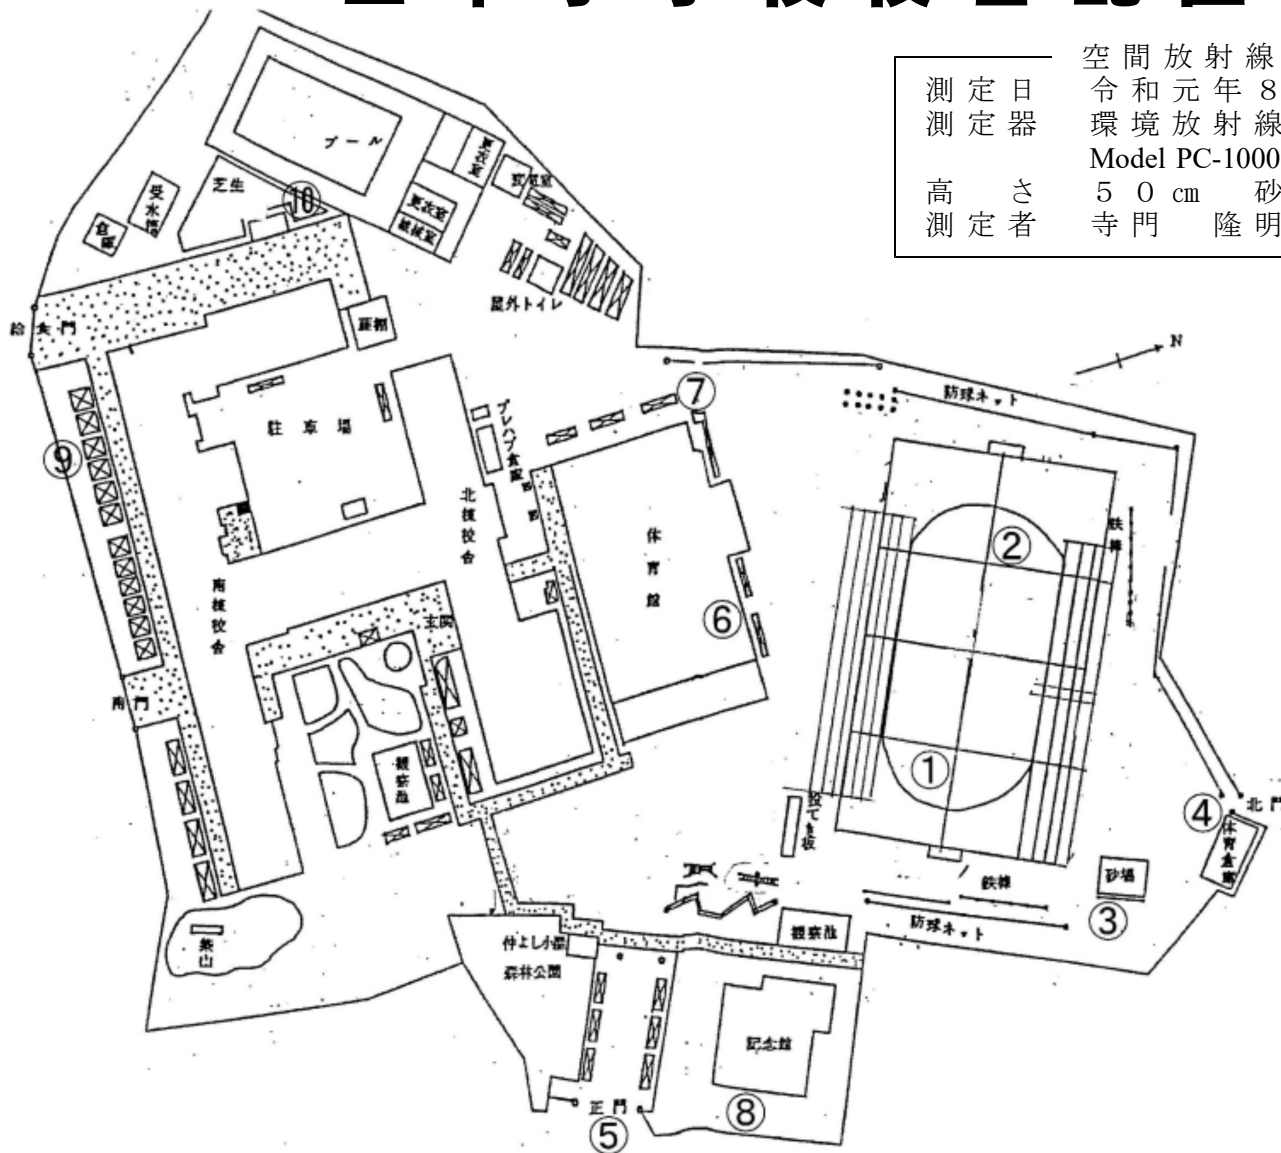 空間放射線
測定日 令和元年8
測定器 環境放射線
Model PC-1000
高さ 50㎝ 砂
測定者 寺門 隆明
プール
更衣室
更衣室
機械室
芝生
⑩
受水槽
倉庫
屋外トイレ
給食門
藤棚
N
⑦
防球ネット
駐車場
プレハブ倉庫
⑨
北棟校舎
体育館
鉄棒
②
⑥
南棟校舎
玄関
南門
観察池
①
投てき板
④
北門
体育倉庫
砂場
③
鉄棒
防球ネット
観察池
築山
仲よし小屋
森林公園
記念館
正門
⑤
⑧